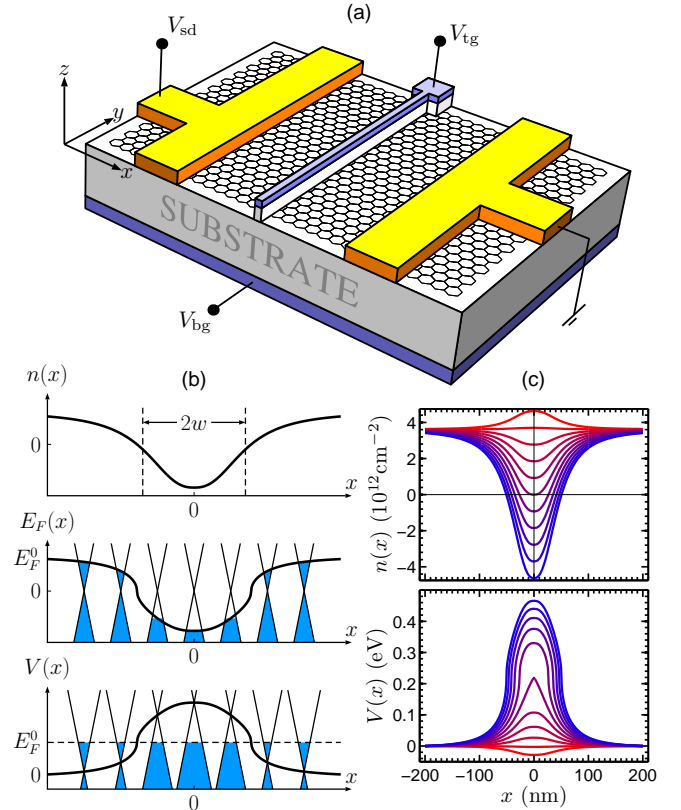 (a)
V_sd
V_tg
z
y
x
SUBSTRATE
V_bg
(b)
n(x)
2w
0
x
0
E_F(x)
E_F^0
0
x
0
V(x)
E_F^0
0
x
0
(c)
4
2
0
−2
−4
n(x) (10^12 cm^−2)
0.4
0.3
0.2
0.1
0
V(x) (eV)
−200 −100 0 100 200
x (nm)